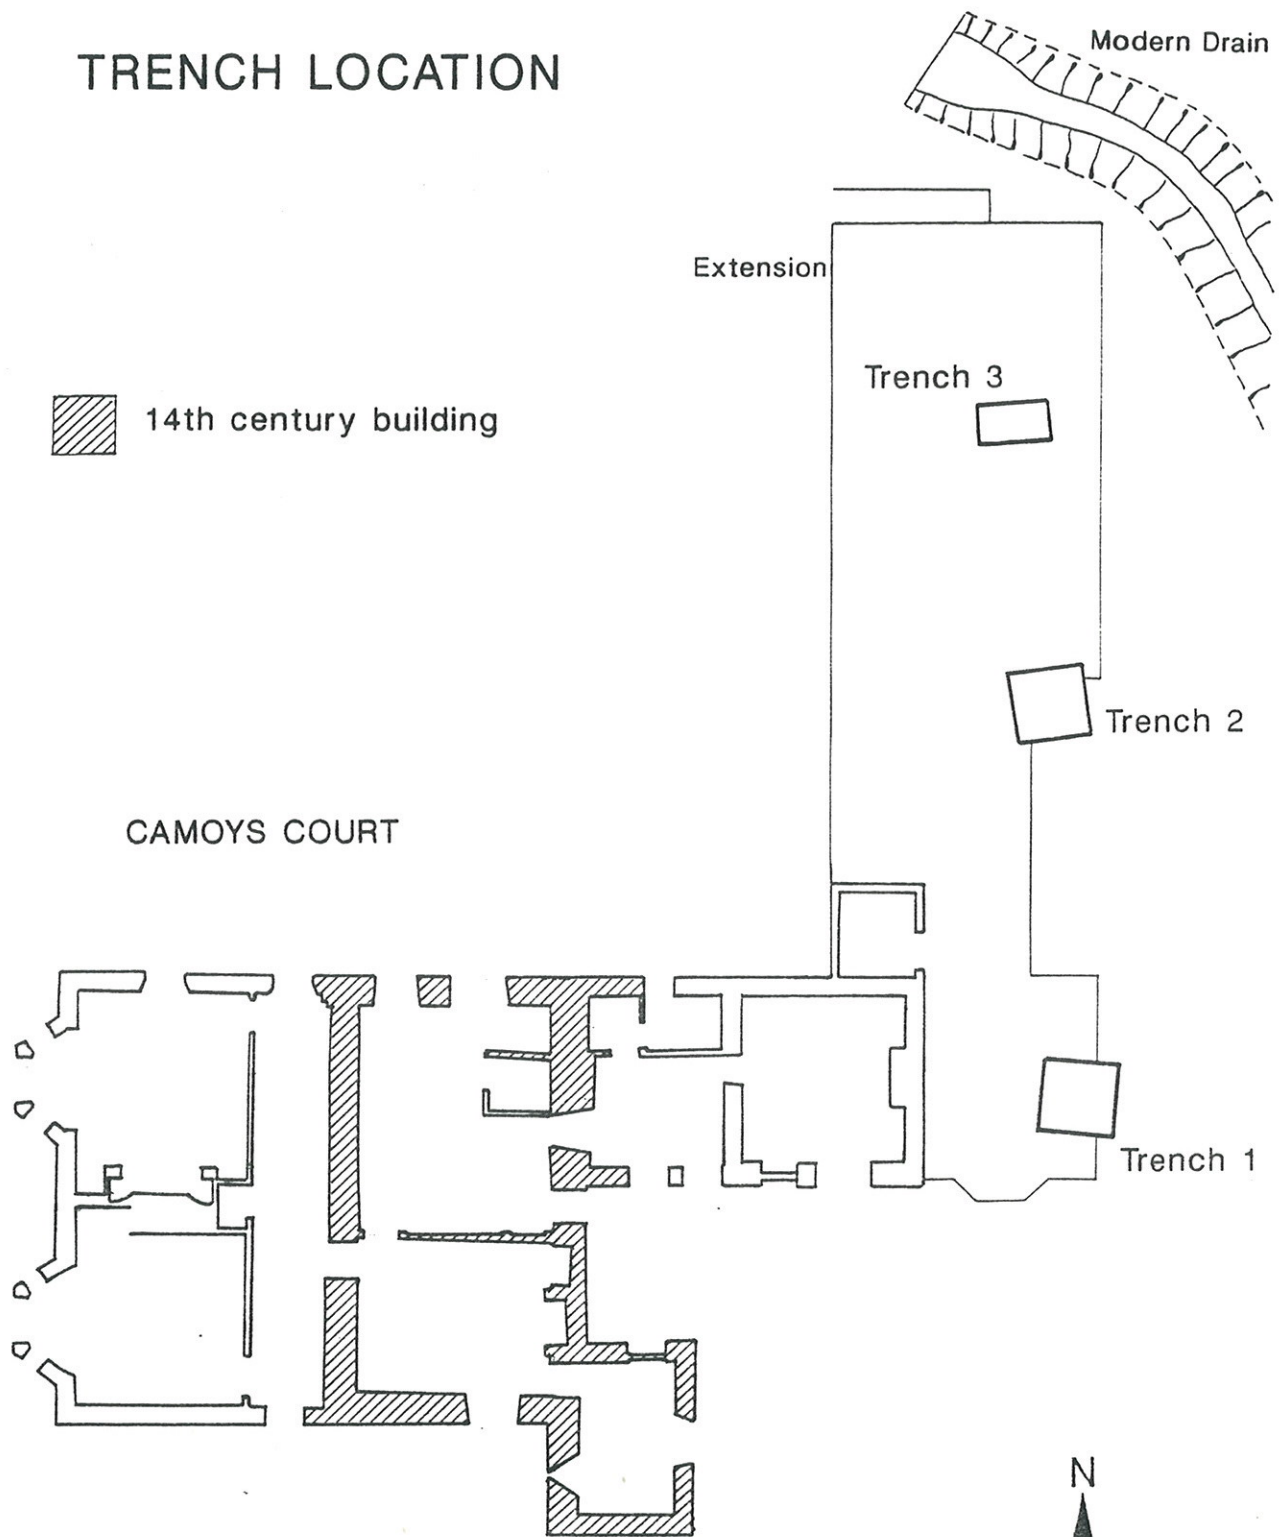 TRENCH LOCATION
Modern Drain
Extension
Trench 3
14th century building
Trench 2
CAMOYS COURT
Trench 1
N